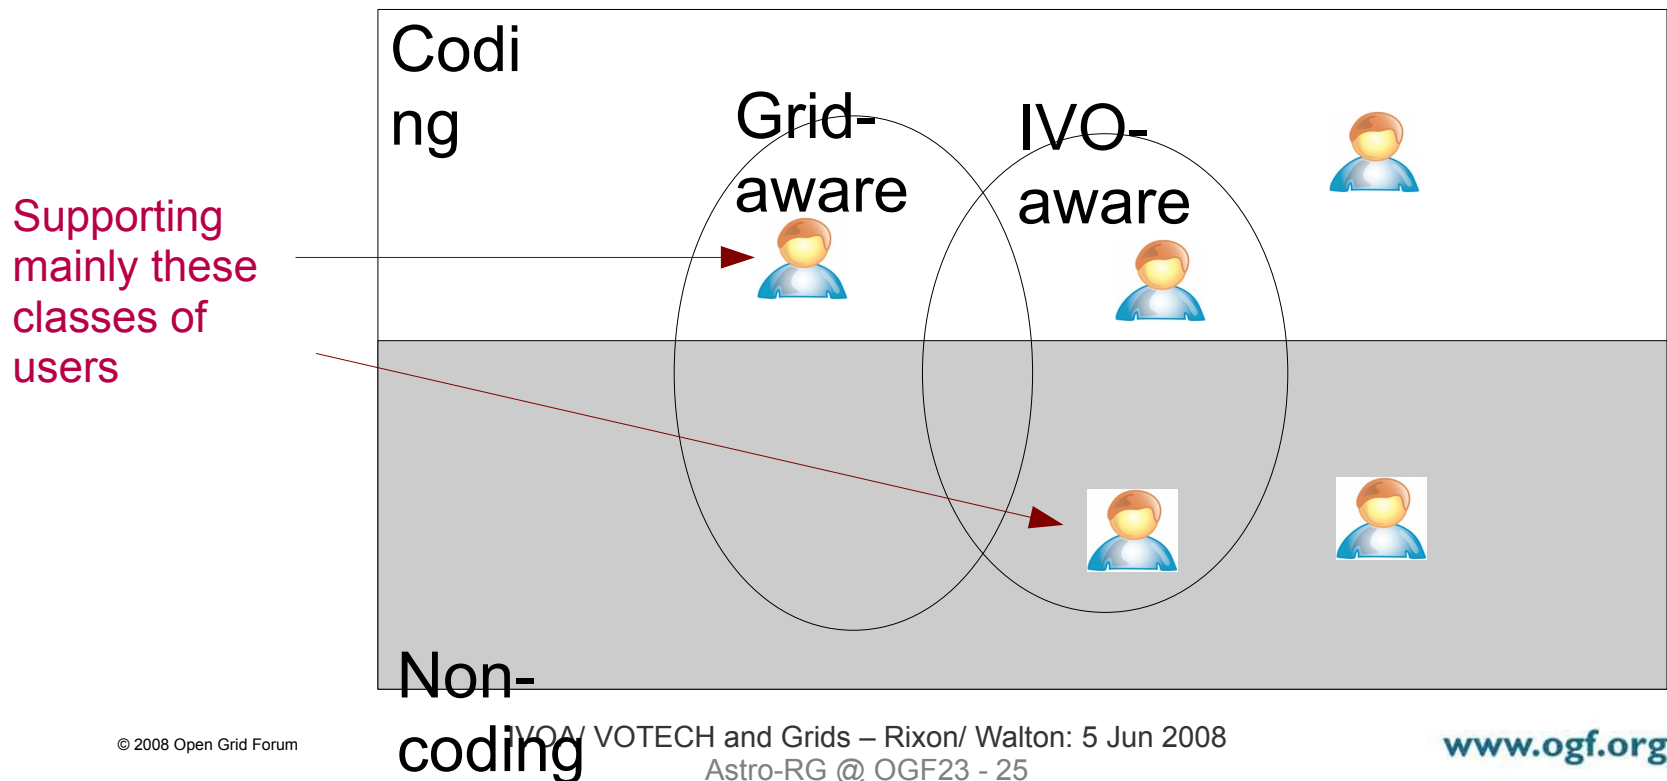 Codi
ng
Grid-
aware
IVO-
aware
Supporting
mainly these
classes of
users
Non-
coding
© 2008 Open Grid Forum
IVOA/ VOTECH and Grids – Rixon/ Walton: 5 Jun 2008
Astro-RG @ OGF23 - 25
www.ogf.org